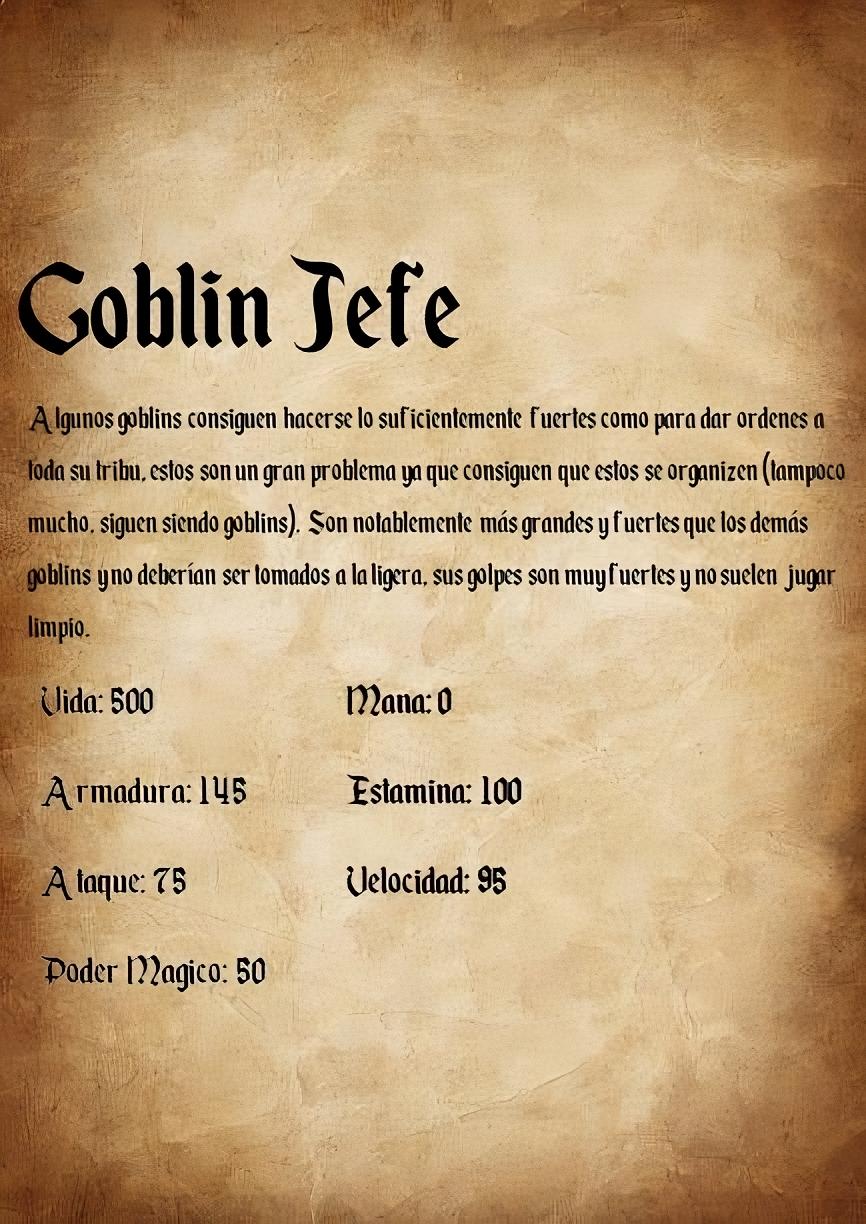 Goblin Jefe
Algunos goblins consiguen hacerse lo suficientemente fuertes como para dar ordenes a
toda su tribu, estos son un gran problema ya que consiguen que estos se organizen (tampoco
mucho, siguen siendo goblins). Son notablemente más grandes y fuertes que los demás
goblins y no deberían ser tomados a la ligera, sus golpes son muy fuertes y no suelen jugar
limpio.
Vida: 500 Mana: 0
Armadura: 145 Estamina: 100
Ataque: 75 Velocidad: 95
Poder Magico: 50